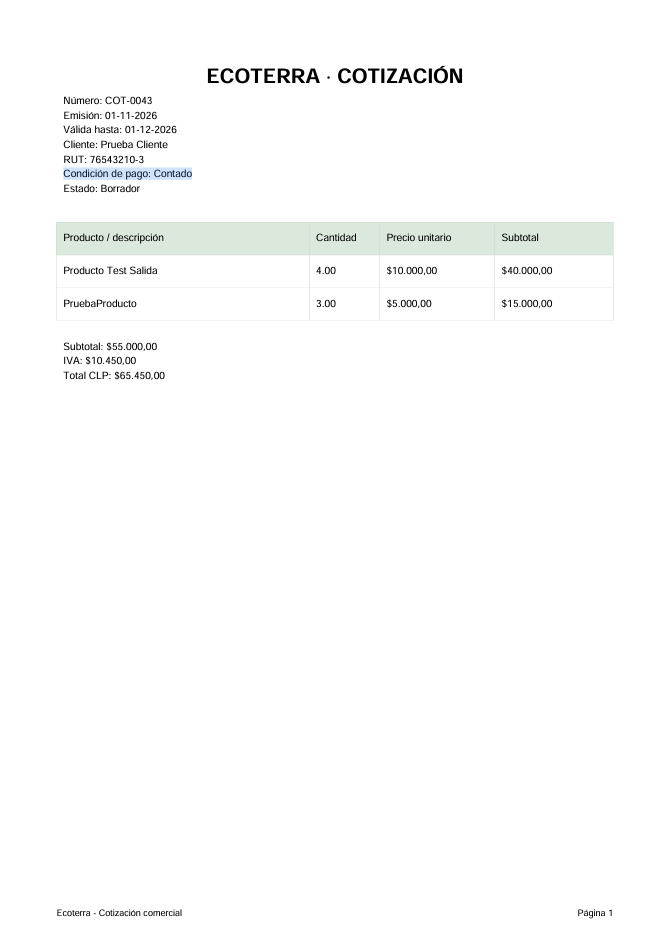 ECOTERRA · COTIZACIÓN
Número: COT-0043
Emisión: 01-11-2026
Válida hasta: 01-12-2026
Cliente: Prueba Cliente
RUT: 76543210-3
Condición de pago: Contado
Estado: Borrador
Producto / descripción Cantidad Precio unitario Subtotal
Producto Test Salida 4.00 $10.000,00 $40.000,00
PruebaProducto 3.00 $5.000,00 $15.000,00
Subtotal: $55.000,00
IVA: $10.450,00
Total CLP: $65.450,00
Ecoterra - Cotización comercial Página 1